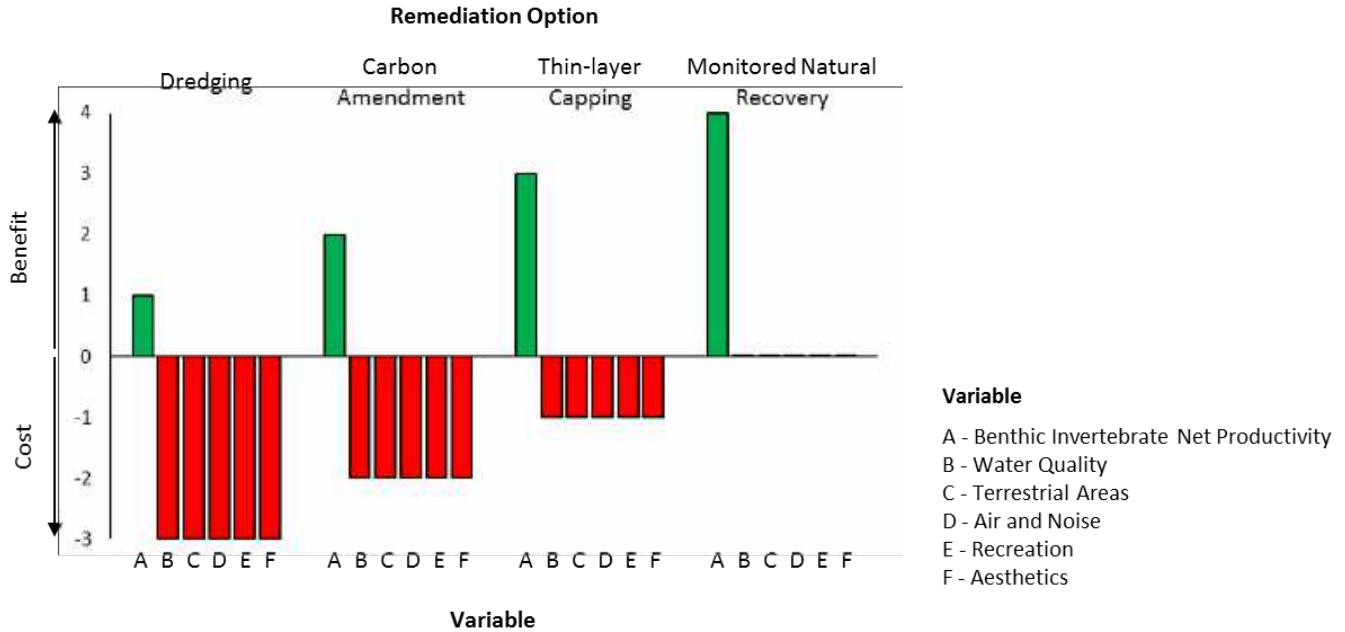 Remediation Option
Dredging
Carbon
Amendment
Thin-layer
Capping
Monitored Natural
Recovery
4
3
2
1
0
-1
-2
-3
Benefit
Cost
A B C D E F
A B C D E F
A B C D E F
A B C D E F
Variable
Variable
A - Benthic Invertebrate Net Productivity
B - Water Quality
C - Terrestrial Areas
D - Air and Noise
E - Recreation
F - Aesthetics